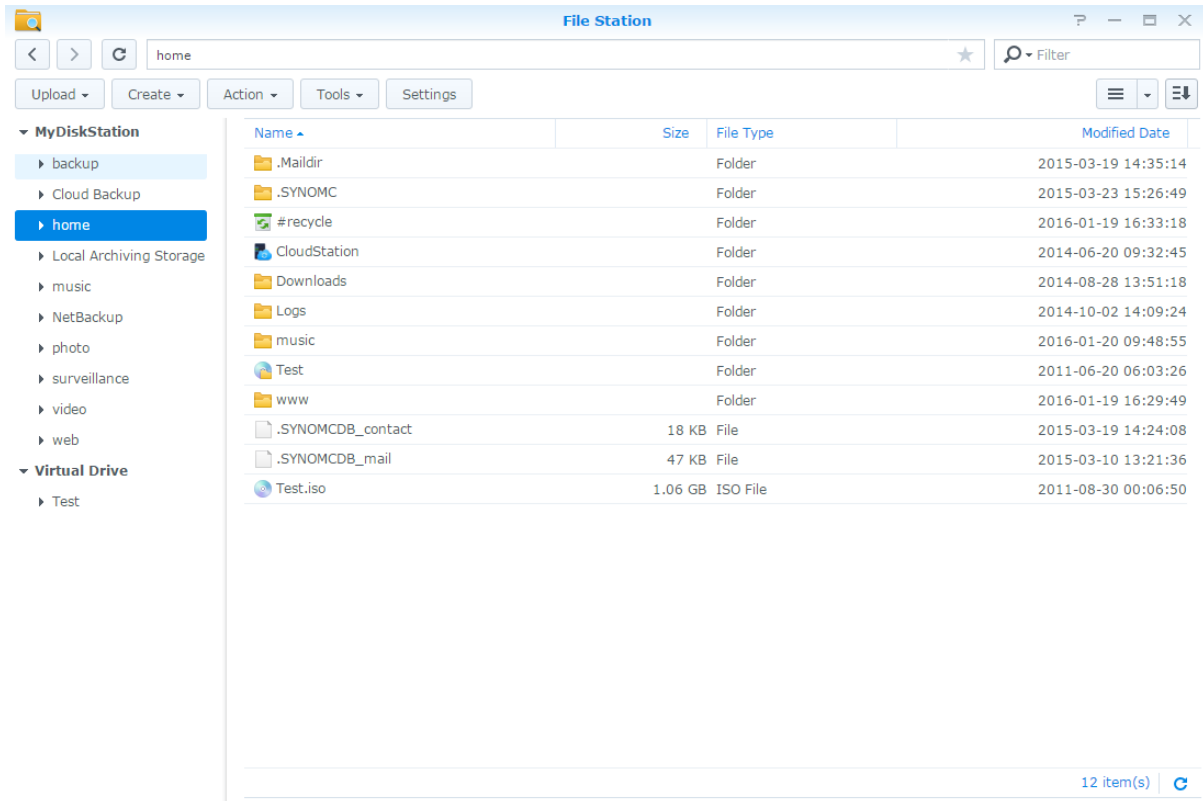 File Station
home
Filter
Upload Create Action Tools Settings
MyDiskStation
backup
Cloud Backup
home
Local Archiving Storage
music
NetBackup
photo
surveillance
video
web
Virtual Drive
Test
Name Size File Type Modified Date
.Maildir Folder 2015-03-19 14:35:14
.SYNOMC Folder 2015-03-23 15:26:49
#recycle Folder 2016-01-19 16:33:18
CloudStation Folder 2014-06-20 09:32:45
Downloads Folder 2014-08-28 13:51:18
Logs Folder 2014-10-02 14:09:24
music Folder 2016-01-20 09:48:55
Test Folder 2011-06-20 06:03:26
www Folder 2016-01-19 16:29:49
.SYNOMCDB_contact 18 KB File 2015-03-19 14:24:08
.SYNOMCDB_mail 47 KB File 2015-03-10 13:21:36
Test.iso 1.06 GB ISO File 2011-08-30 00:06:50
12 item(s)